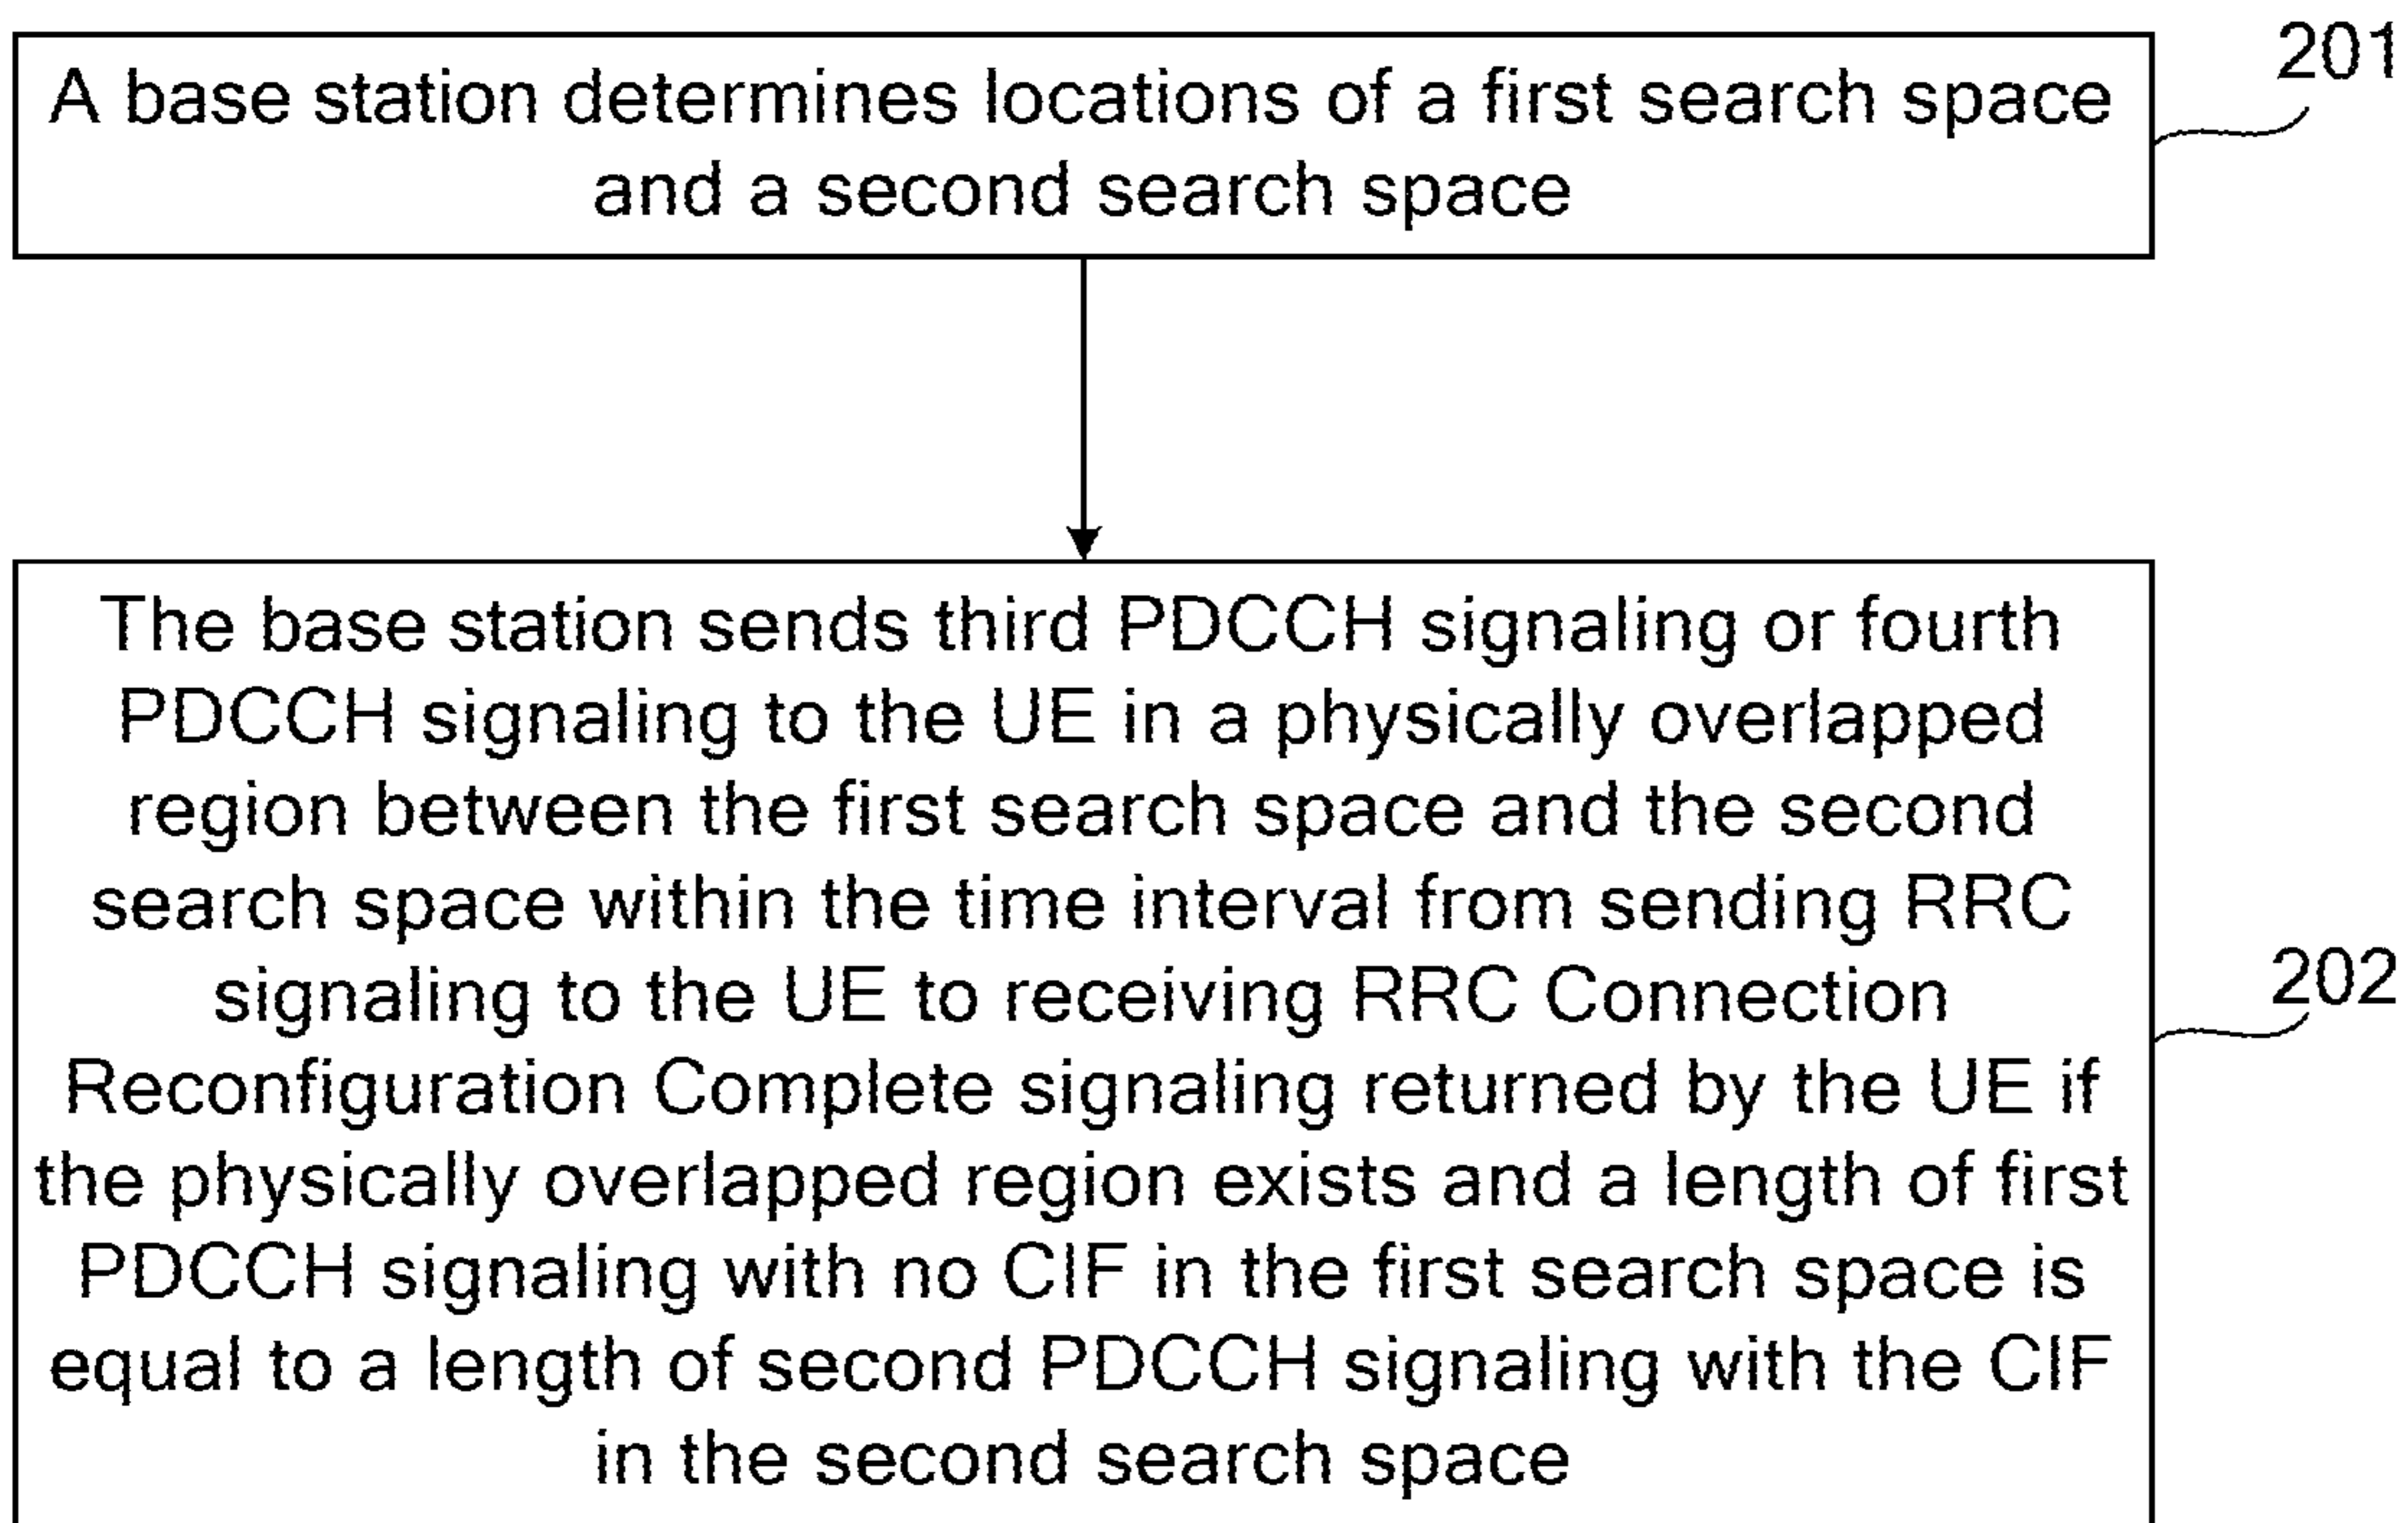 201
A base station determines locations of a first search space
and a second search space
The base station sends third PDCCH signaling or fourth
PDCCH signaling to the UE in a physically overlapped
region between the first search space and the second
search space within the time interval from sending RRC
signaling to the UE to receiving RRC Connection
202
Reconfiguration Complete signaling returned by the UE if
the physically overlapped region exists and a length of first
PDCCH signaling with no CIF in the first search space is
equal to a length of second PDCCH signaling with the CIF
in the second search space